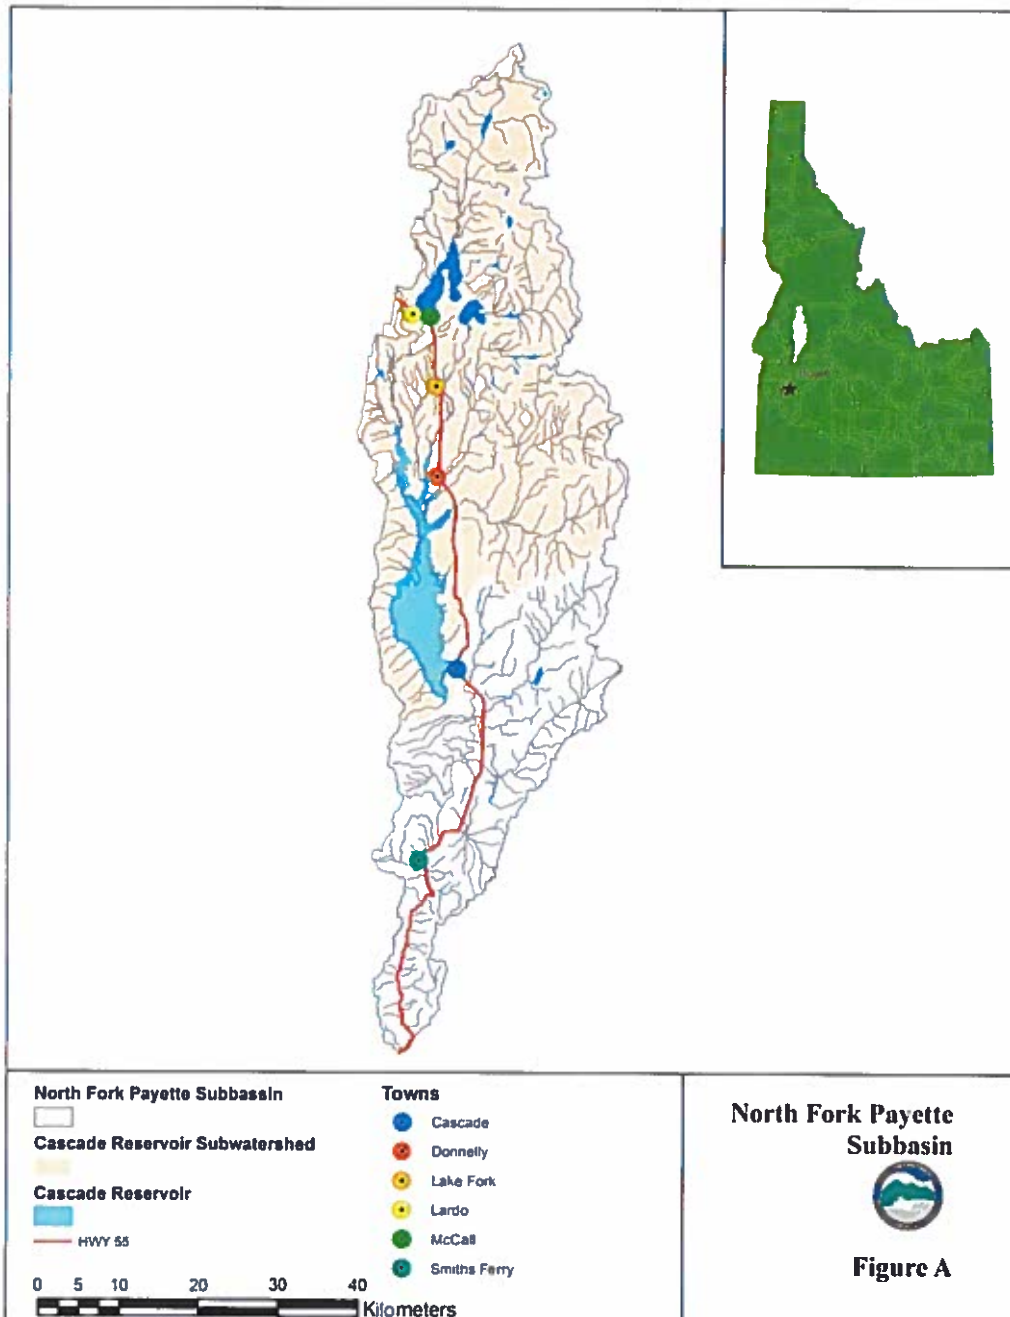 North Fork Payette Subbassin
Cascade Reservoir Subwatershed
Cascade Reservoir
HWY 55
0 5 10 20 30 40
Kilometers
Towns
Cascade
Donnelly
Lake Fork
Lardo
McCall
Smiths Ferry
North Fork Payette
Subbasin
Figure A